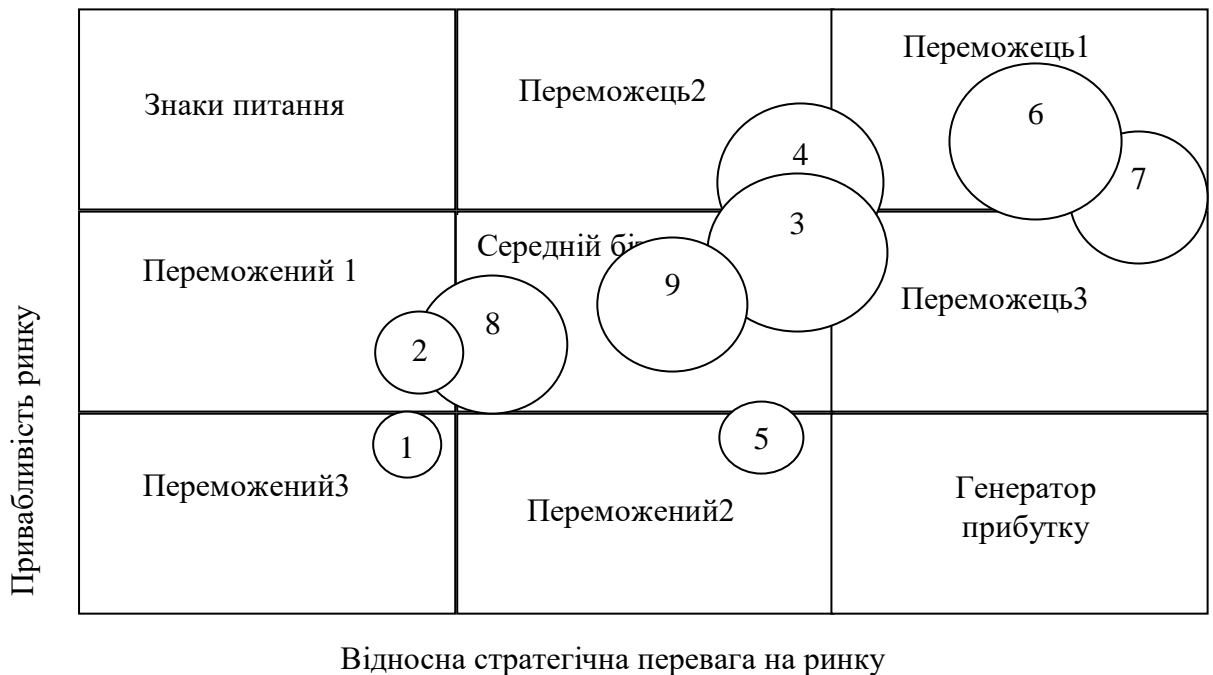 Переможець1
Знаки питання
Переможець2
6
4
7
3
Середній
Переможений 1
9
Переможець3
8
2
Привабливість ринку
1
5
Переможений3
Переможений2
Генератор
прибутку
Відносна стратегічна перевага на ринку